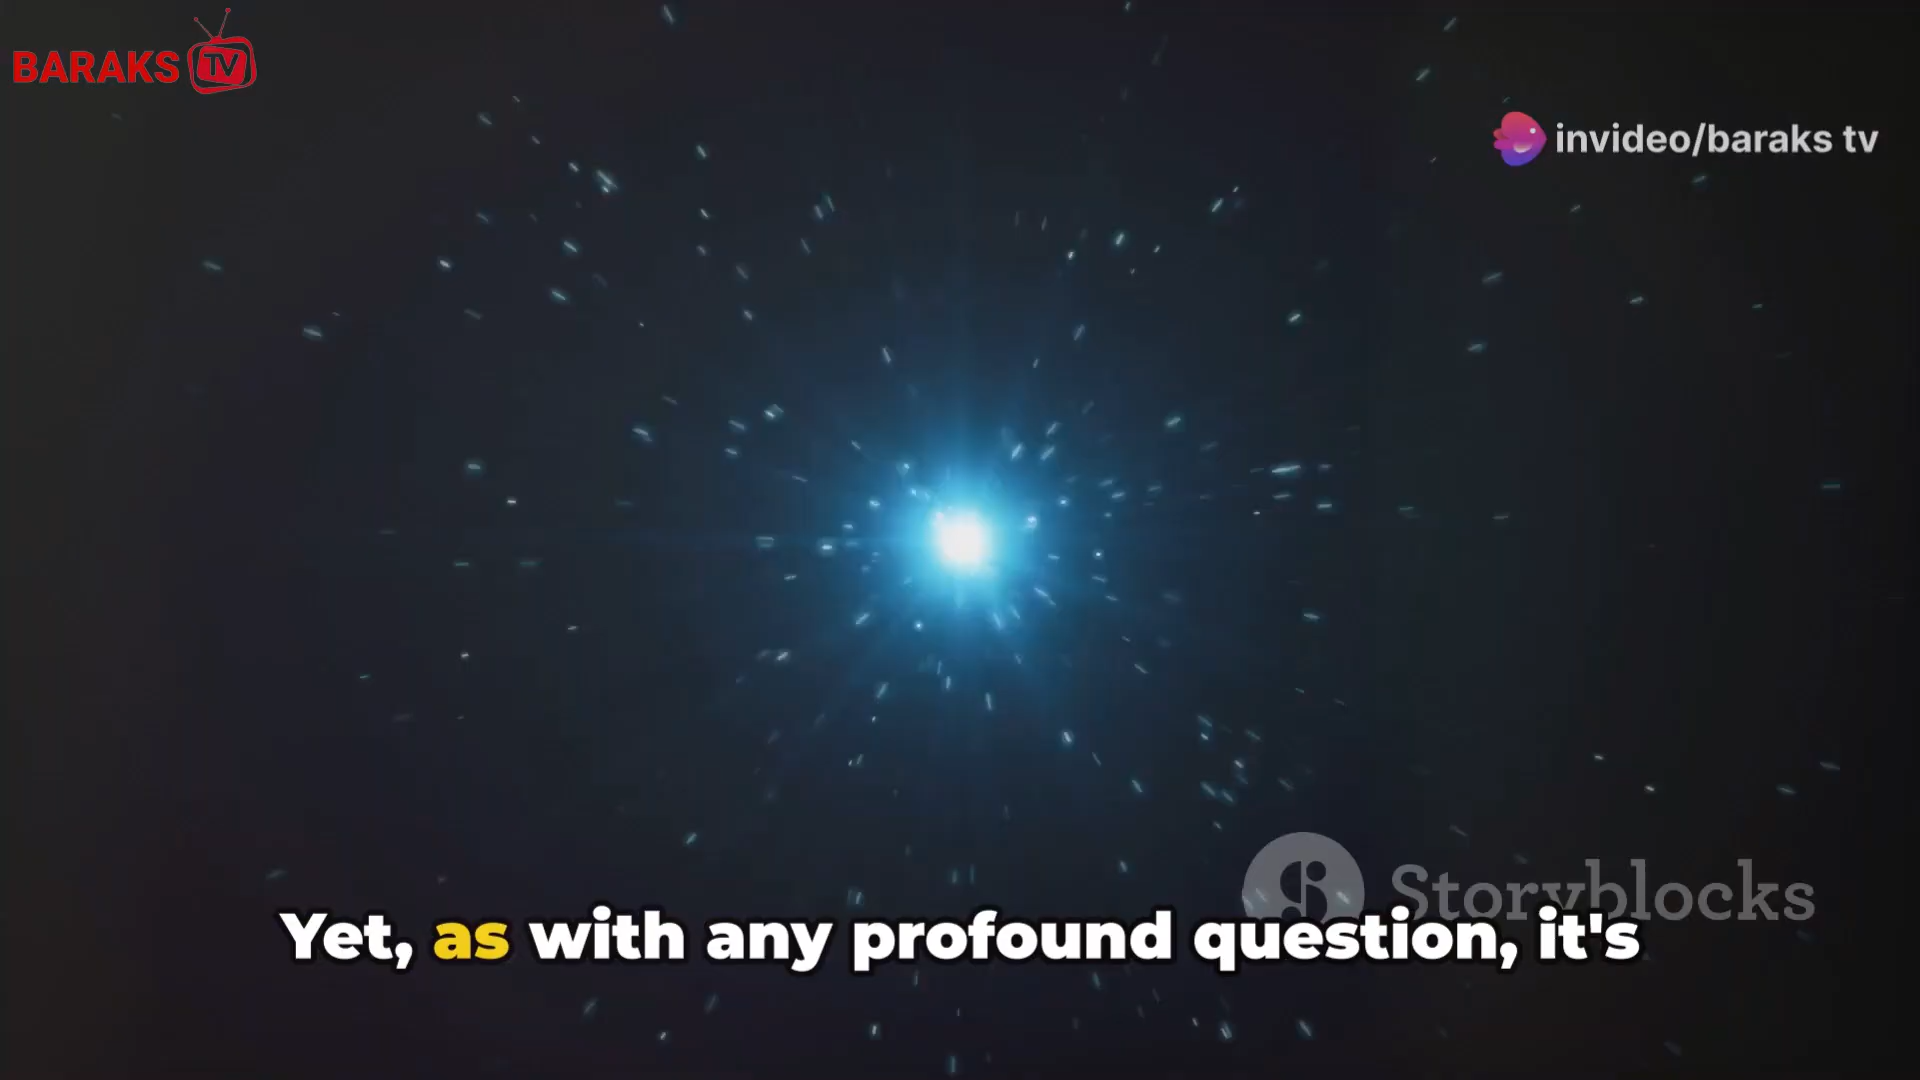 BARAKS TV
invideo/baraks tv
Storyblocks
Yet, as with any profound question, it's